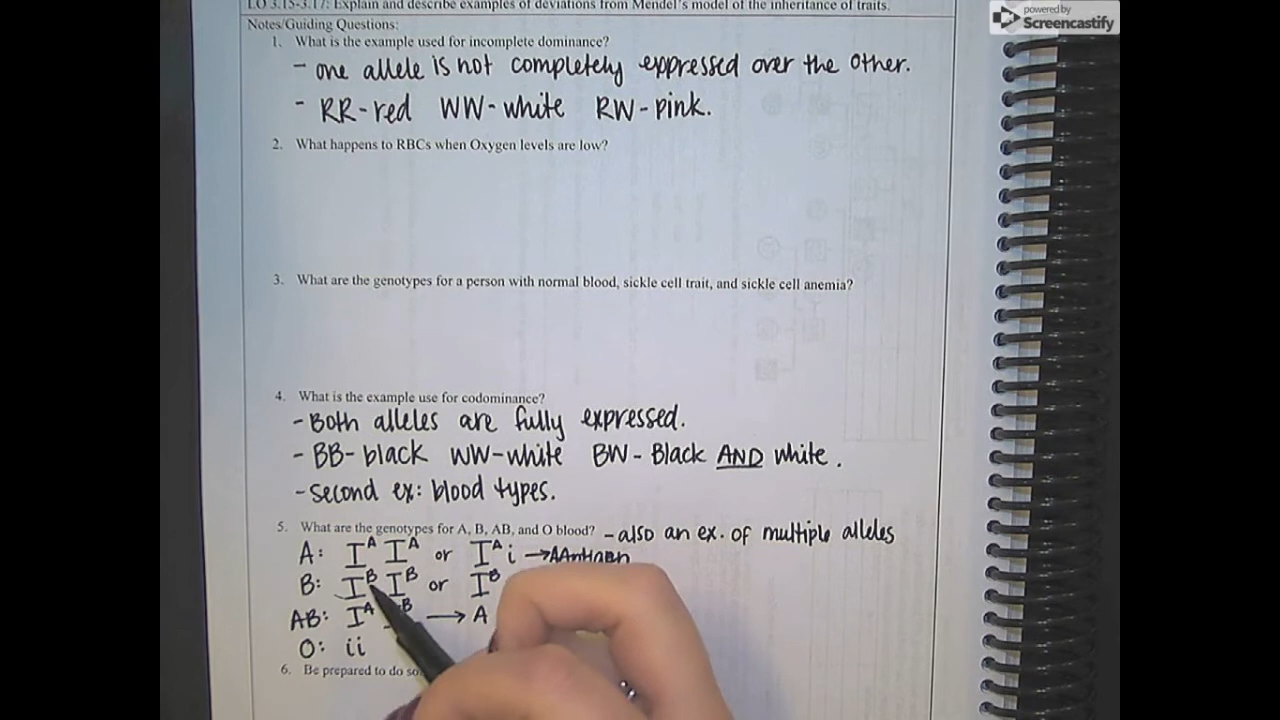 LO 3.15-3.17: Explain and describe examples of deviations from Mendel's model of the inheritance of traits.
powered by
Screencastify
Notes/Guiding Questions:
1. What is the example used for incomplete dominance?
- one allele is not completely expressed over the other.
- RR-red WW-white RW-pink.
2. What happens to RBCs when Oxygen levels are low?
3. What are the genotypes for a person with normal blood, sickle cell trait, and sickle cell anemia?
4. What is the example use for codominance?
- Both alleles are fully expressed.
- BB-black WW-white BW-Black AND white.
- second ex: blood types.
5. What are the genotypes for A, B, AB, and O blood? - also an ex. of multiple alleles
A: Iᴬ Iᴬ or Iᴬ i →
B: Iᴮ Iᴮ or Iᴮ
AB: Iᴬ ᴮ → A
O: ii
6. Be prepared to do